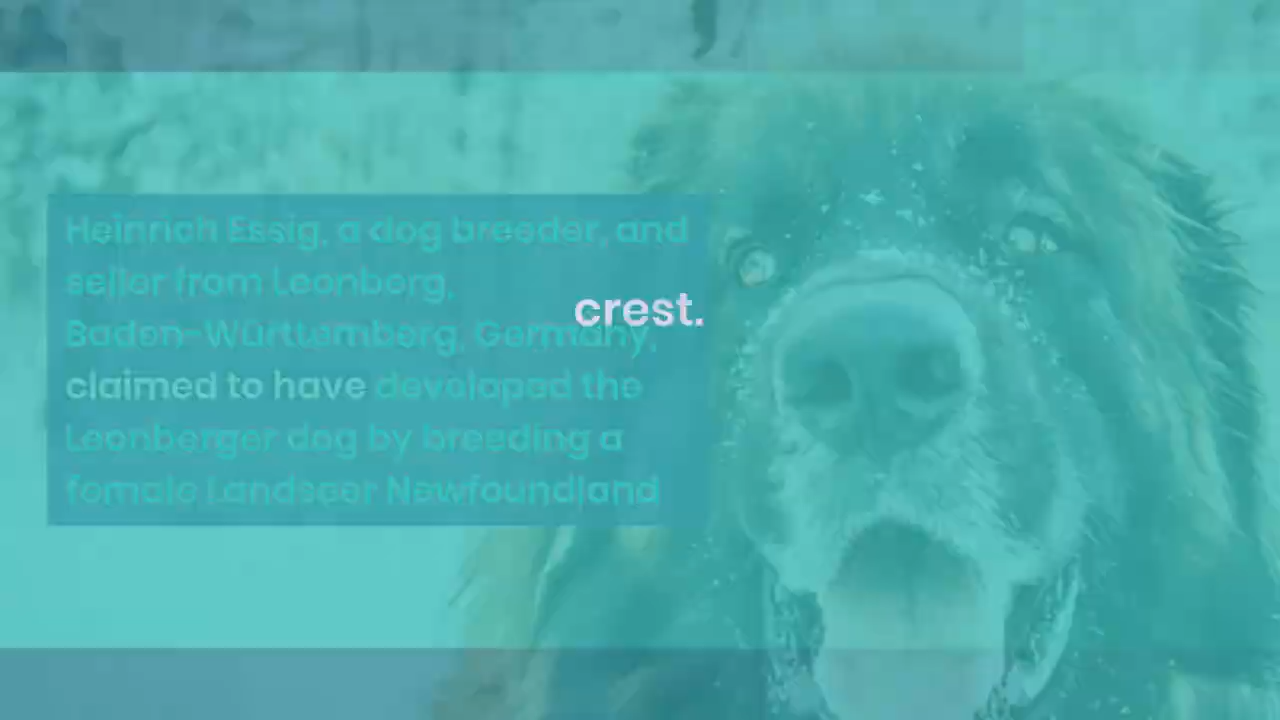 Heinrich Essig, a dog breeder, and
seller from Leonberg,
crest.
Baden-Württemberg, Germany,
claimed to have developed the
Leonberger dog by breeding a
female Landseer Newfoundland